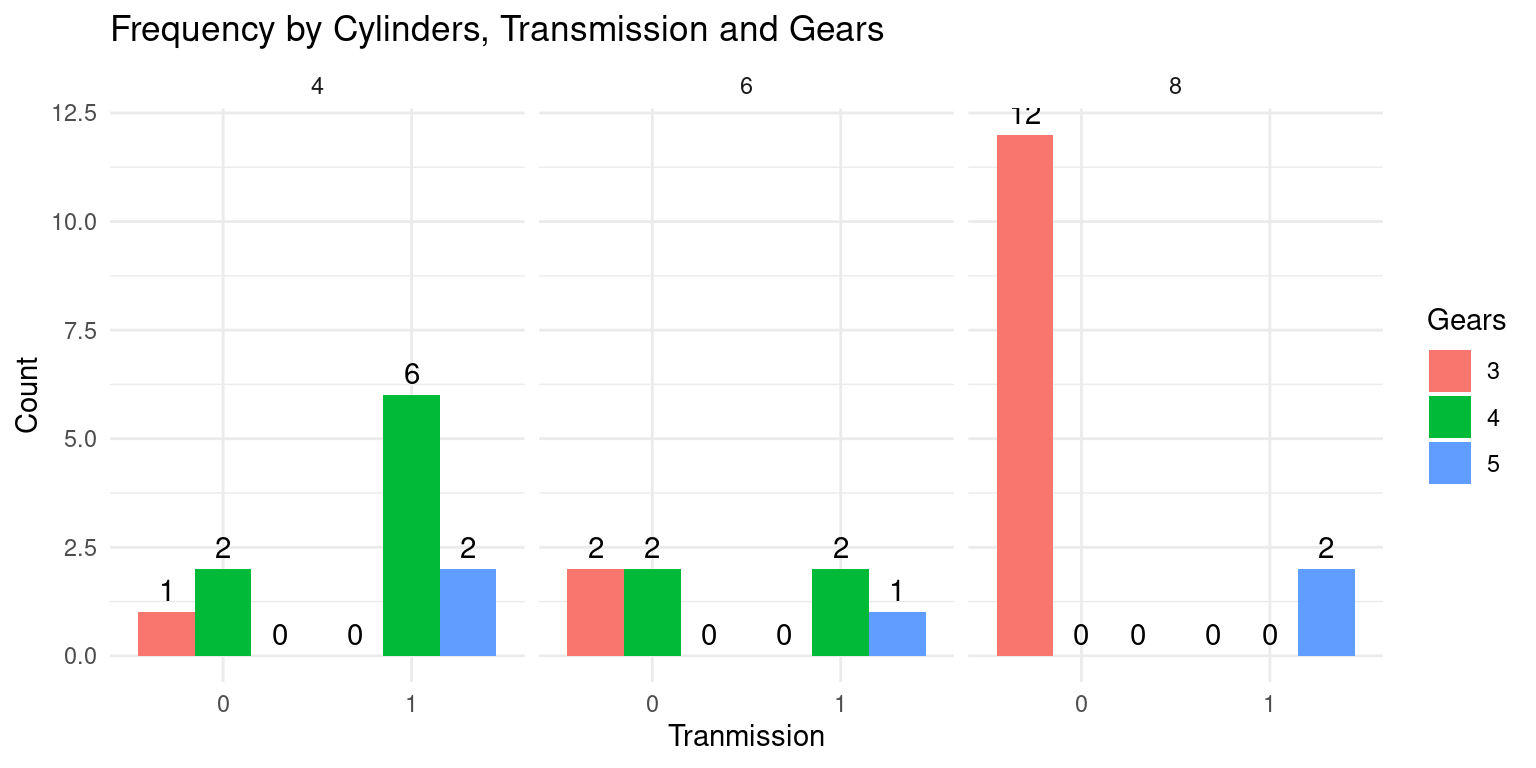 Frequency by Cylinders, Transmission and Gears
4 6 8
12.5
10.0
7.5
5.0
2.5
0.0
Count
1 2 0 0 6 2
2 2 0 0 2 1
12 0 0 0 0 2
0 1 0 1 0 1
Tranmission
Gears
3
4
5